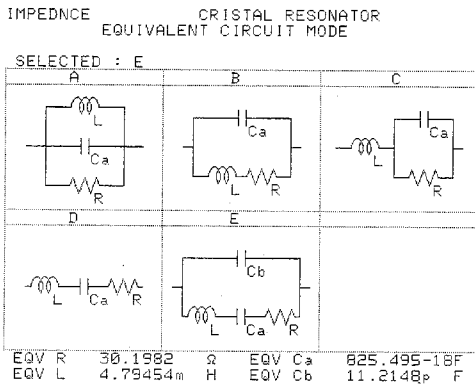 IMPEDNCE CRISTAL RESONATOR
EQUIVALENT CIRCUIT MODE
SELECTED : E
A B C
L
Ca
R
Ca
L R
Ca
L
R
D E
L Ca R
Cb
L Ca R
EQV R 30.1982 Ω EQV Ca 825.495-18F
EQV L 4.79454m H EQV Cb 11.2148p F